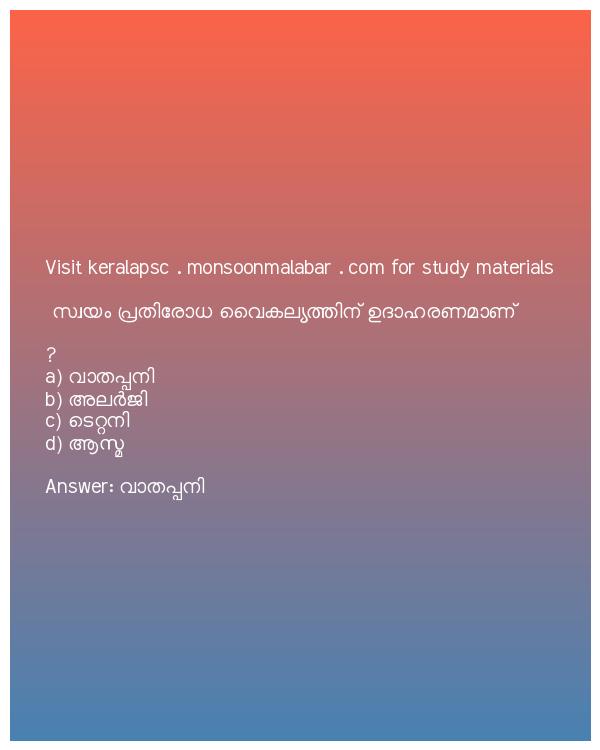 Visit keralapsc . monsoonmalabar . com for study materials
സ്വയം പ്രതിരോധ വൈകല്യത്തിന് ഉദാഹരണമാണ്
?
a) വാതപ്പനി
b) അലർജി
c) ടെറ്റനി
d) ആസ്മ
Answer: വാതപ്പനി